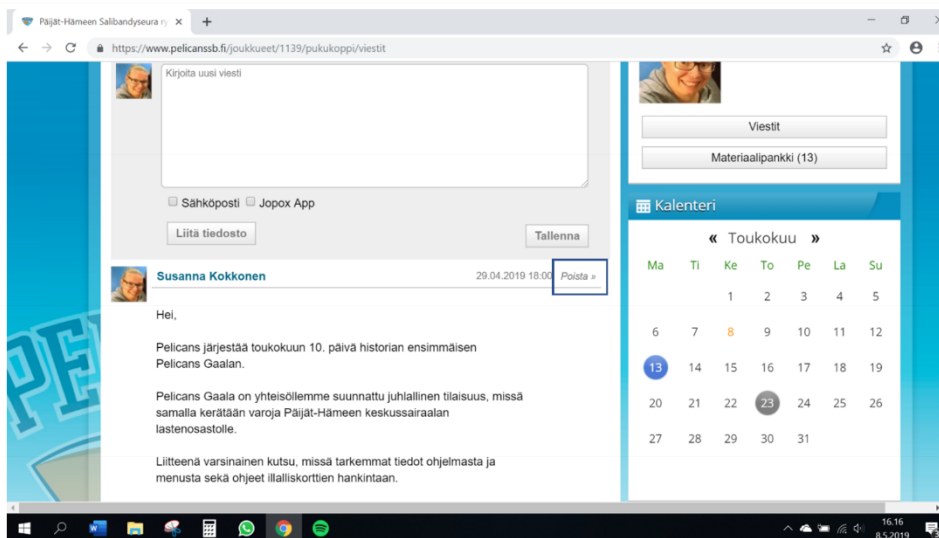 Päijät-Hämeen Salibandyseura ry
https://www.pelicanssb.fi/joukkueet/1139/pukukoppi/viestit
Kirjoita uusi viesti
Sähköposti Jopox App
Liitä tiedosto
Tallenna
Susanna Kokkonen 29.04.2019 18:00 Poista »
Hei,
Pelicans järjestää toukokuun 10. päivä historian ensimmäisen
Pelicans Gaalan.
Pelicans Gaala on yhteisöllemme suunnattu juhlallinen tilaisuus, missä
samalla kerätään varoja Päijät-Hämeen keskussairaalan
lastenosastolle.
Liitteenä varsinainen kutsu, missä tarkemmat tiedot ohjelmasta ja
menusta sekä ohjeet illalliskorttien hankintaan.
Viestit
Materiaalipankki (13)
Kalenteri
« Toukokuu »
Ma Ti Ke To Pe La Su
1 2 3 4 5
6 7 8 9 10 11 12
13 14 15 16 17 18 19
20 21 22 23 24 25 26
27 28 29 30 31
PE
16.16
8.5.2019